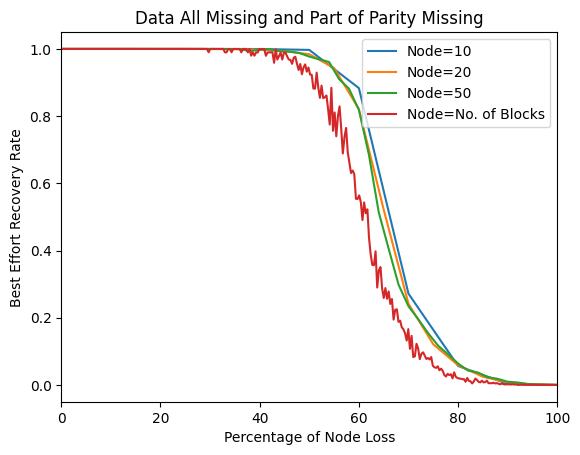 Data All Missing and Part of Parity Missing
Node=10
Node=20
Node=50
Node=No. of Blocks
Best Effort Recovery Rate
1.0
0.8
0.6
0.4
0.2
0.0
0 20 40 60 80 100
Percentage of Node Loss